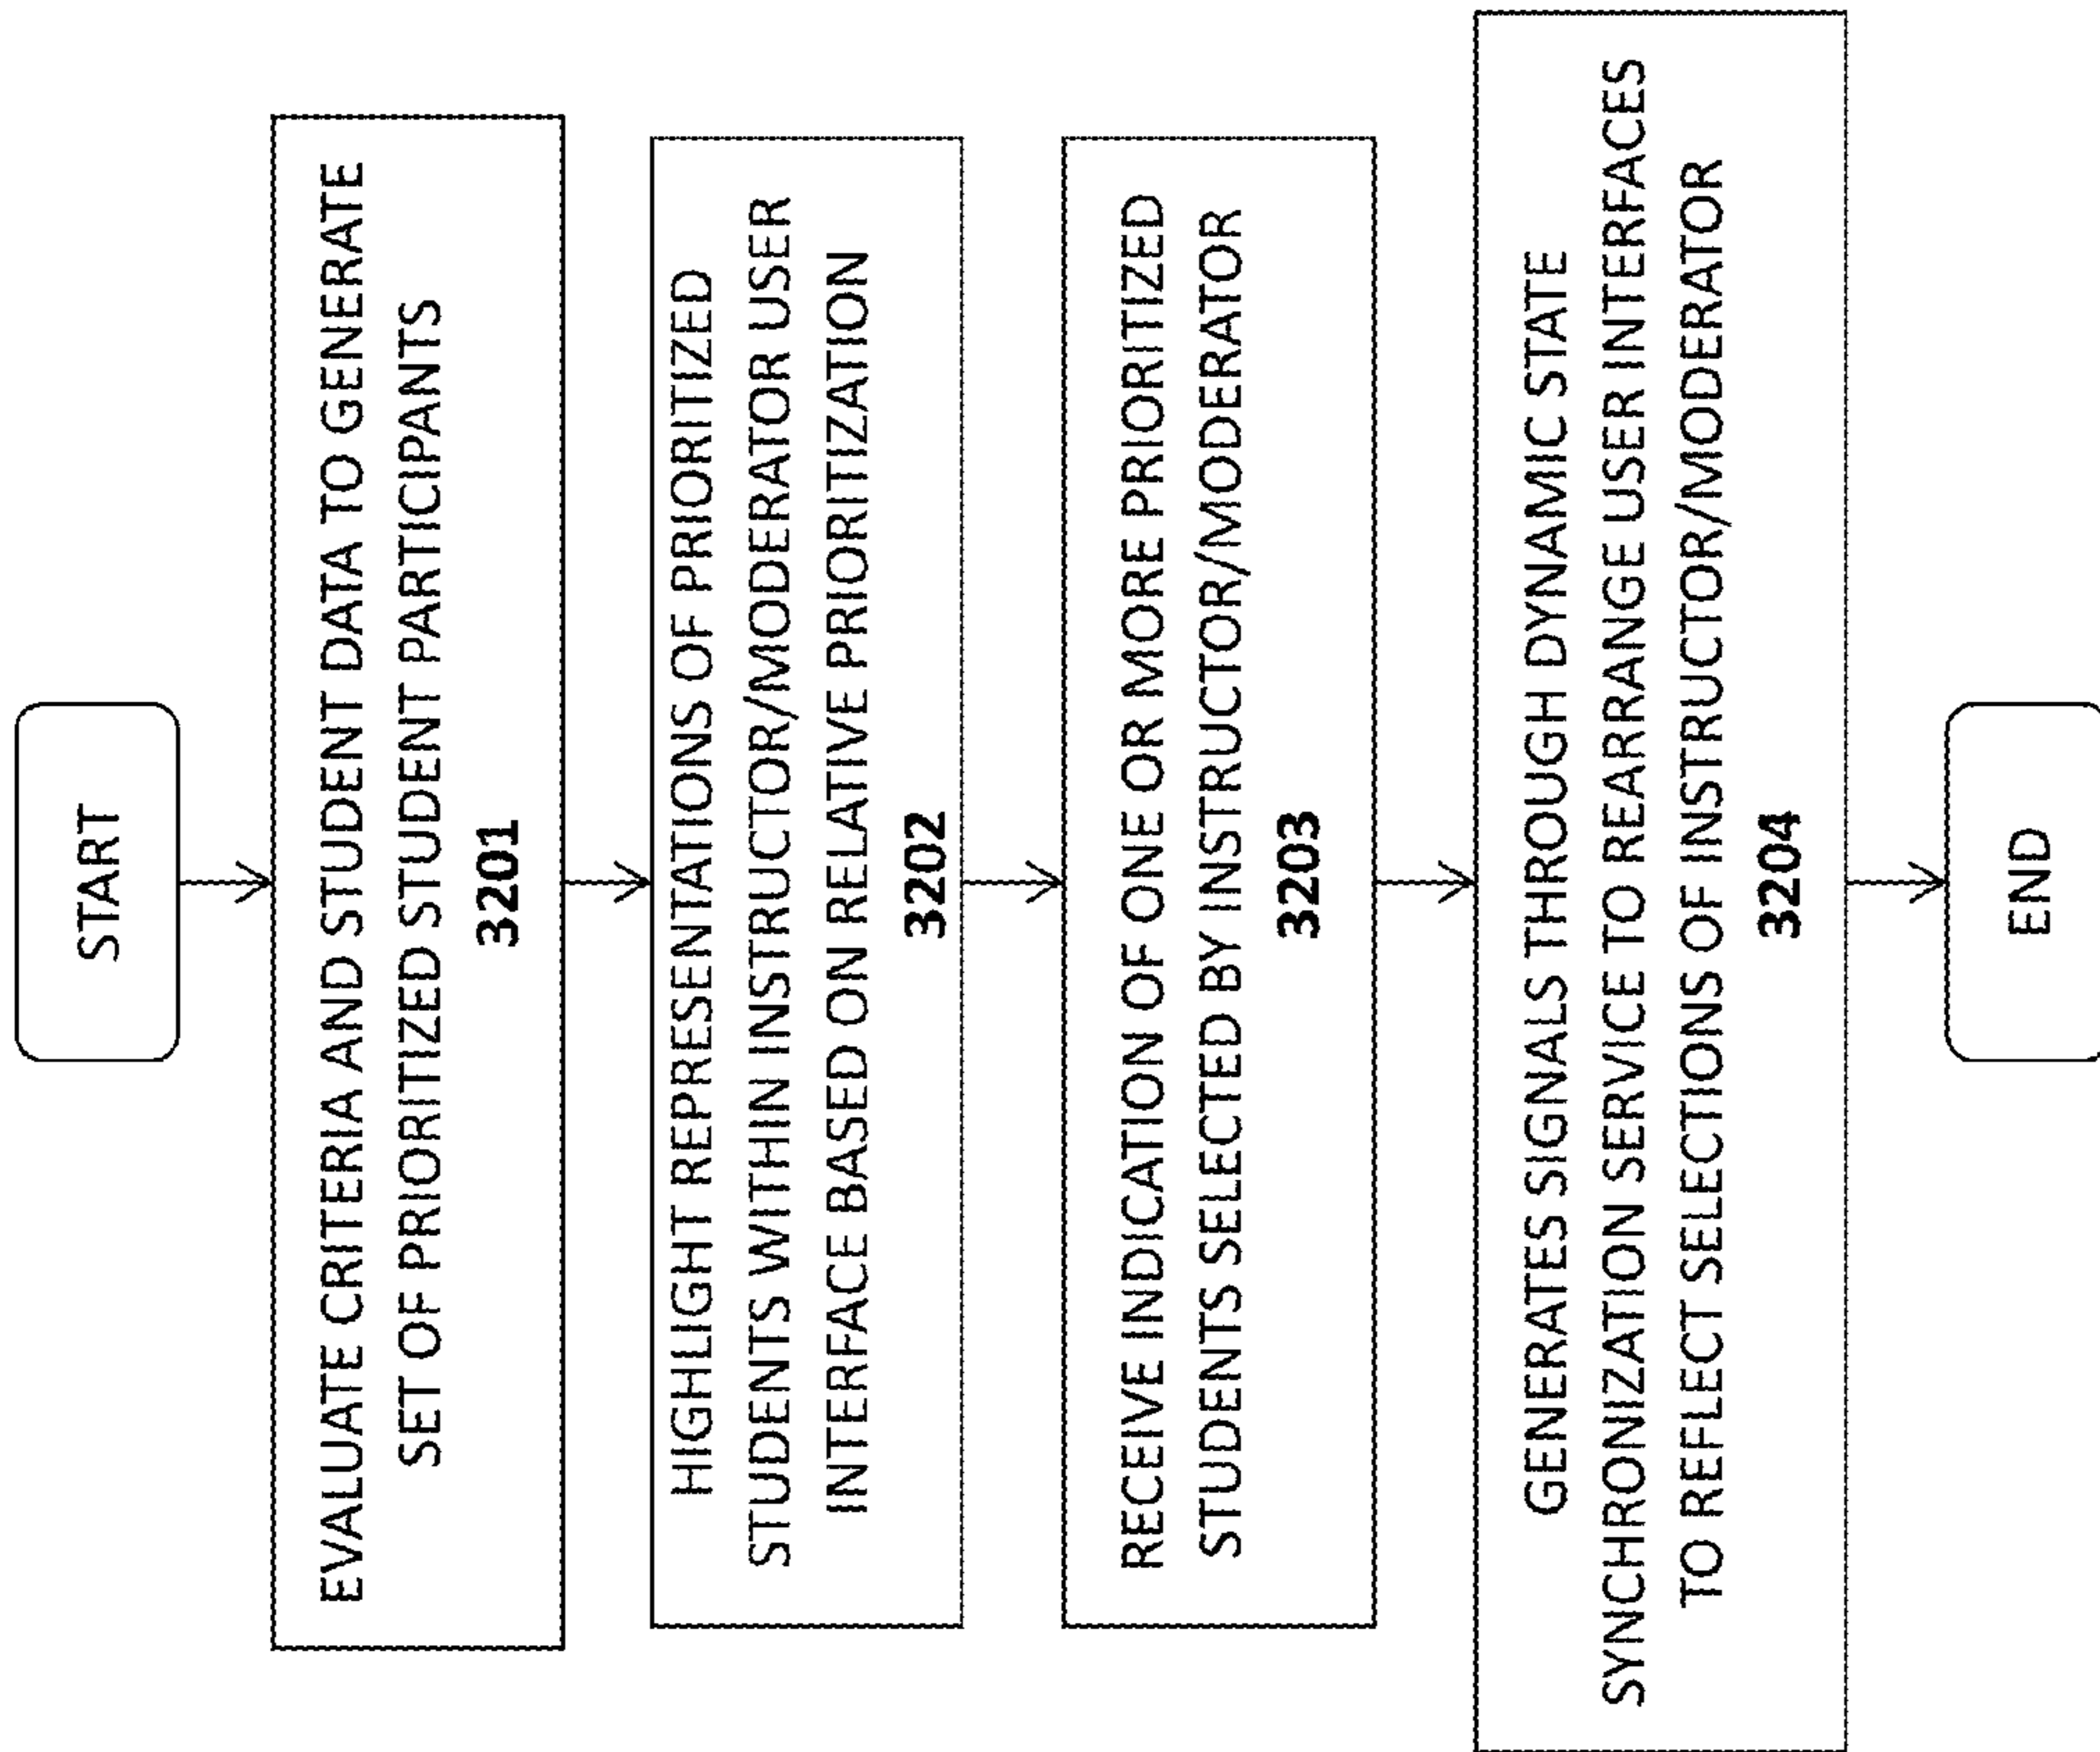 START
EVALUATE CRITERIA AND STUDENT DATA TO GENERATE
SET OF PRIORITIZED STUDENT PARTICIPANTS
3201
HIGHLIGHT REPRESENTATIONS OF PRIORITIZED
STUDENTS WITHIN INSTRUCTOR/MODERATOR USER
INTERFACE BASED ON RELATIVE PRIORITIZATION
3202
RECEIVE INDICATION OF ONE OR MORE PRIORITIZED
STUDENTS SELECTED BY INSTRUCTOR/MODERATOR
3203
GENERATES SIGNALS THROUGH DYNAMIC STATE
SYNCHRONIZATION SERVICE TO REARRANGE USER INTERFACES
TO REFLECT SELECTIONS OF INSTRUCTOR/MODERATOR
3204
END